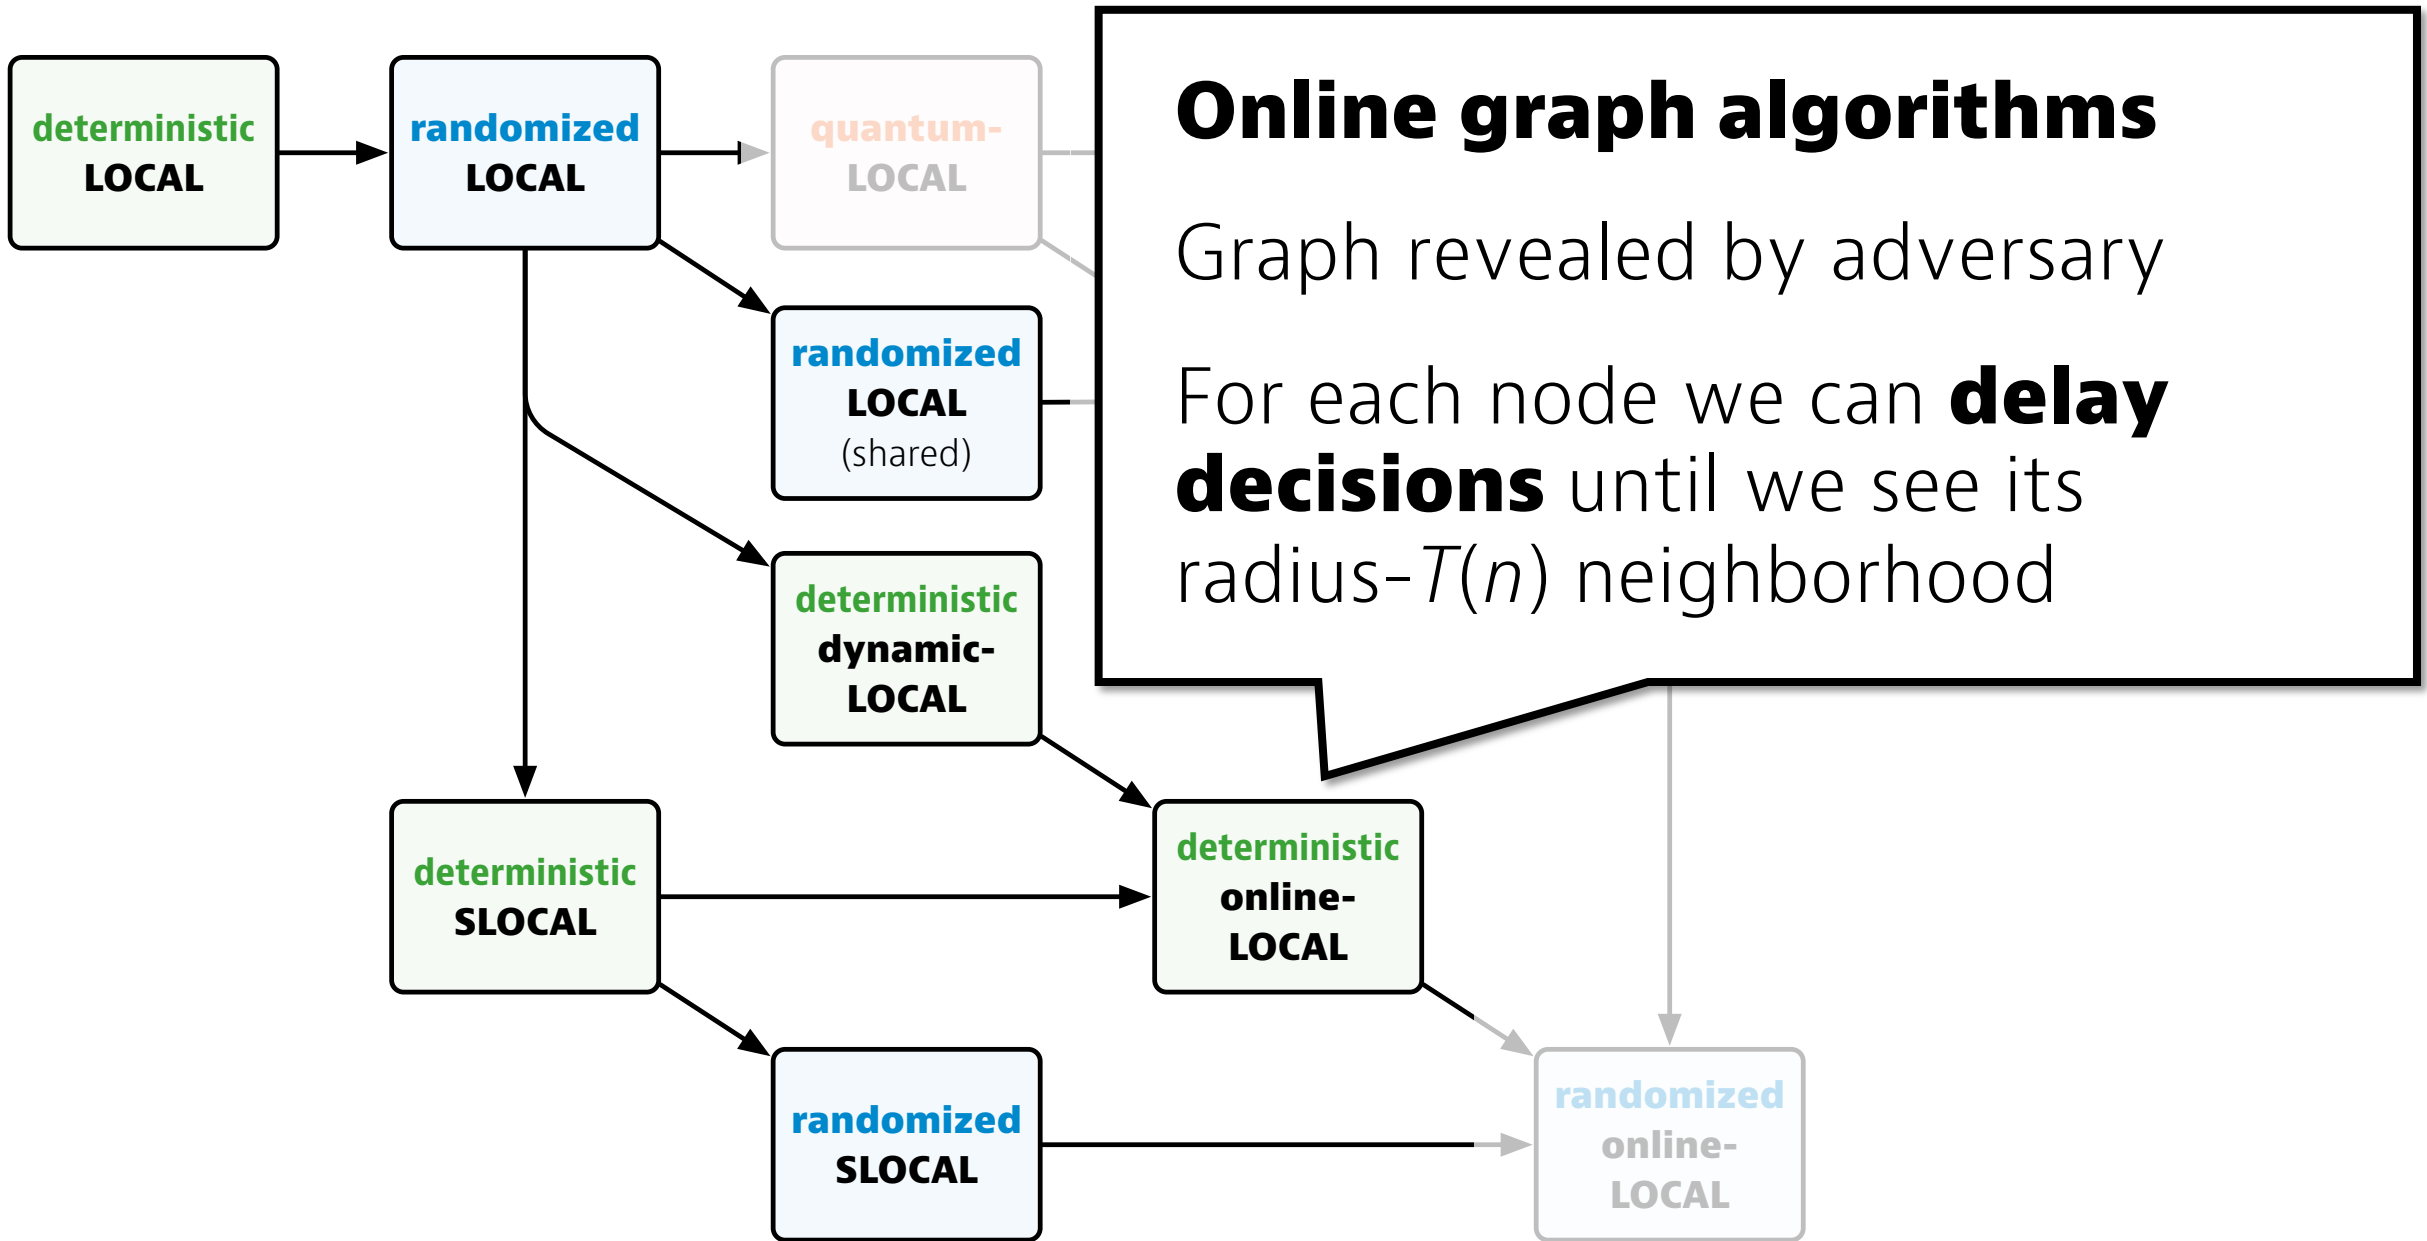 deterministic
LOCAL
randomized
LOCAL
quantum-
LOCAL
Online graph algorithms
Graph revealed by adversary
For each node we can delay
decisions until we see its
radius-T(n) neighborhood
randomized
LOCAL
(shared)
deterministic
dynamic-
LOCAL
deterministic
SLOCAL
deterministic
online-
LOCAL
randomized
SLOCAL
randomized
online-
LOCAL